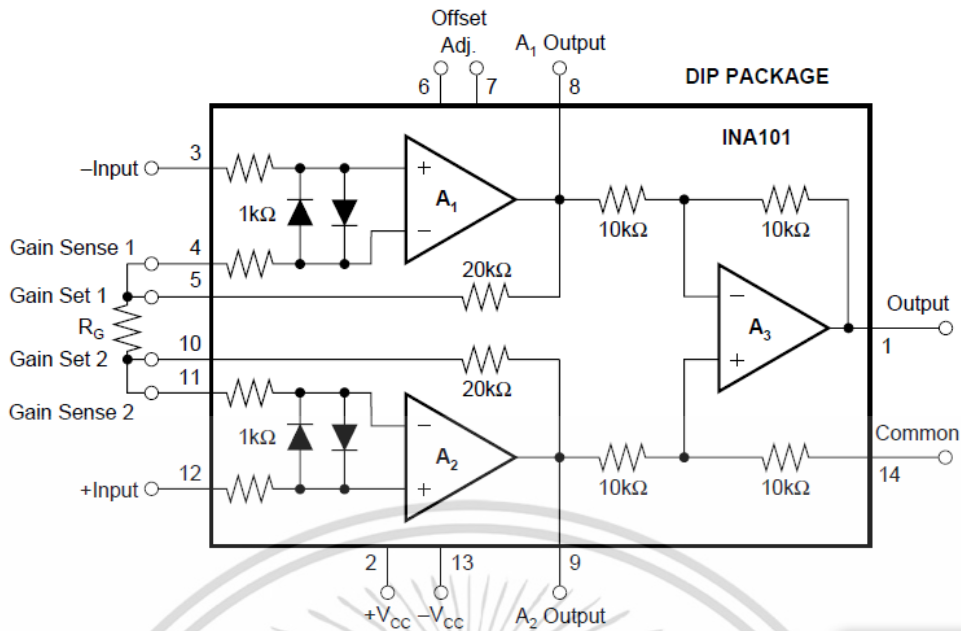 Offset
Adj.
A1 Output
6
7
8
DIP PACKAGE
INA101
–Input
3
1kΩ
A1
10kΩ
10kΩ
Gain Sense 1
4
20kΩ
Gain Set 1
5
RG
A3
Output
1
Gain Set 2
10
20kΩ
11
Gain Sense 2
1kΩ
A2
Common
14
+Input
12
10kΩ
10kΩ
2
13
9
+VCC
–VCC
A2 Output